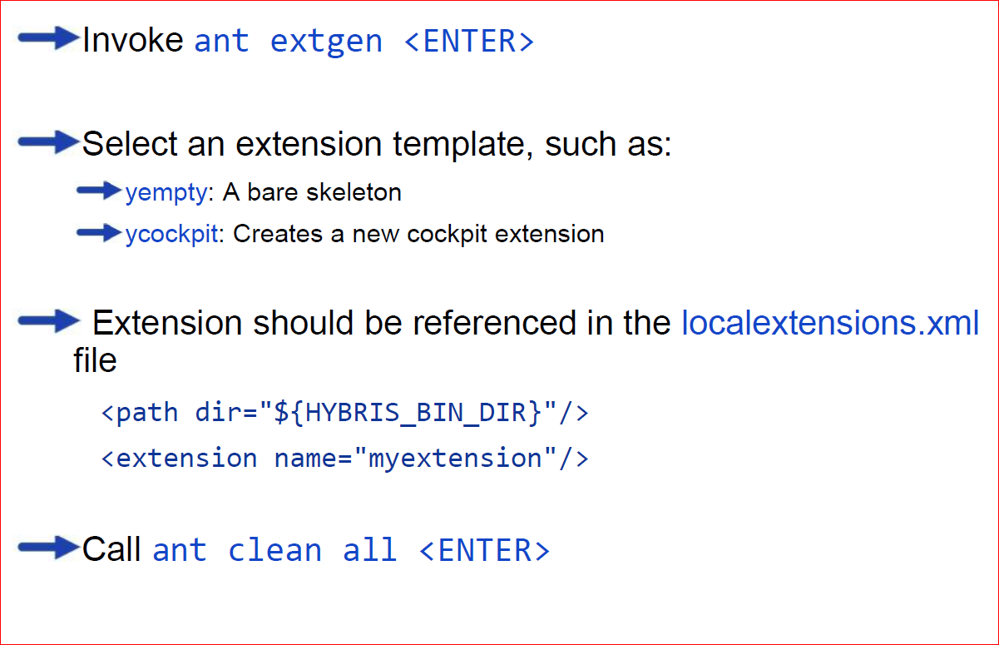 Invoke ant extgen <ENTER>
Select an extension template, such as:
yempty: A bare skeleton
ycockpit: Creates a new cockpit extension
Extension should be referenced in the localextensions.xml
file
<path dir="${HYBRIS_BIN_DIR}"/>
<extension name="myextension"/>
Call ant clean all <ENTER>